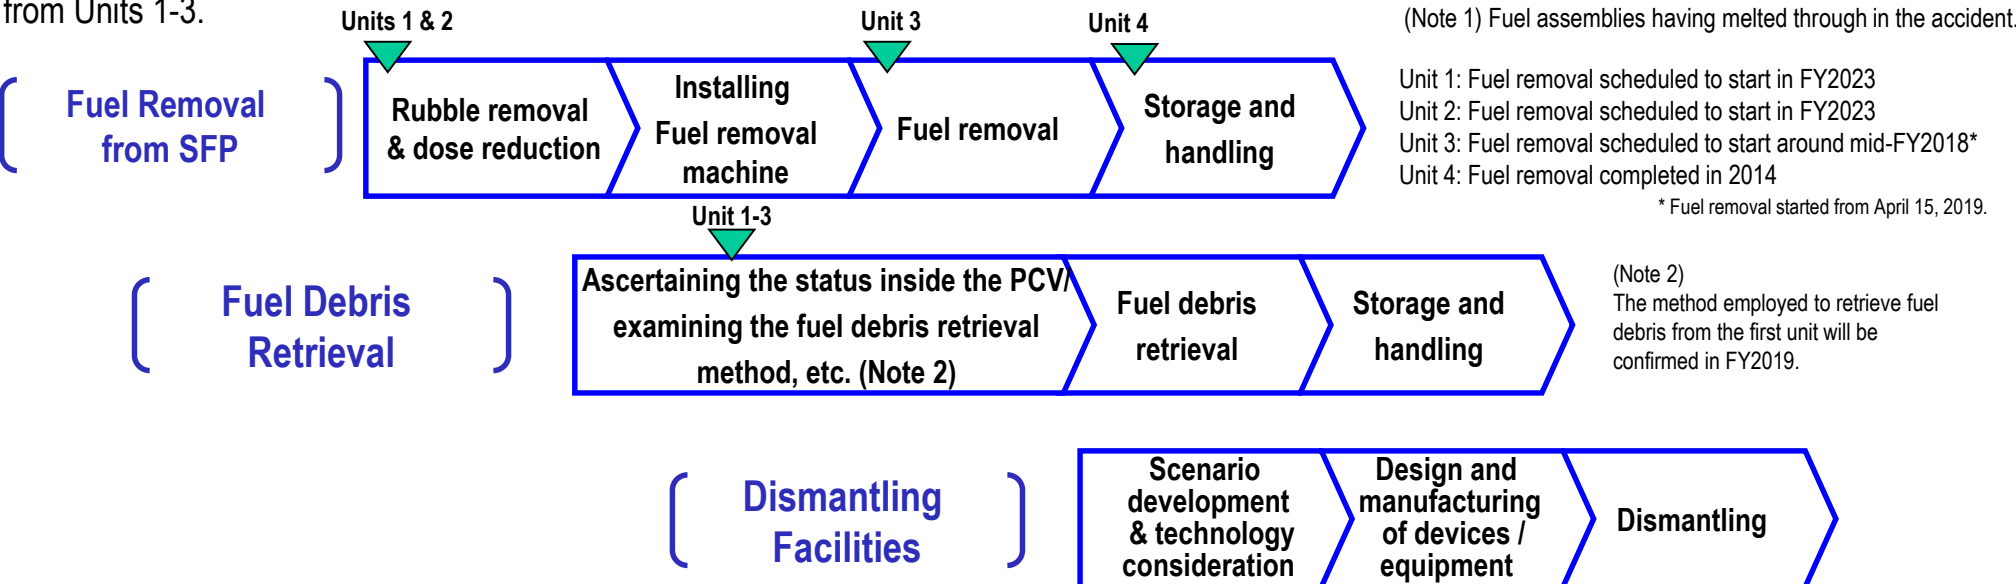 from Units 1-3.
(Note 1) Fuel assemblies having melted through in the accident.
Units 1 & 2
Unit 3
Unit 4
Fuel Removal
from SFP
Rubble removal
& dose reduction
Installing
Fuel removal
machine
Fuel removal
Storage and
handling
Unit 1: Fuel removal scheduled to start in FY2023
Unit 2: Fuel removal scheduled to start in FY2023
Unit 3: Fuel removal scheduled to start around mid-FY2018*
Unit 4: Fuel removal completed in 2014
* Fuel removal started from April 15, 2019.
Unit 1-3
Fuel Debris
Retrieval
Ascertaining the status inside the PCV/
examining the fuel debris retrieval
method, etc. (Note 2)
Fuel debris
retrieval
Storage and
handling
(Note 2)
The method employed to retrieve fuel
debris from the first unit will be
confirmed in FY2019.
Dismantling
Facilities
Scenario
development
& technology
consideration
Design and
manufacturing
of devices /
equipment
Dismantling